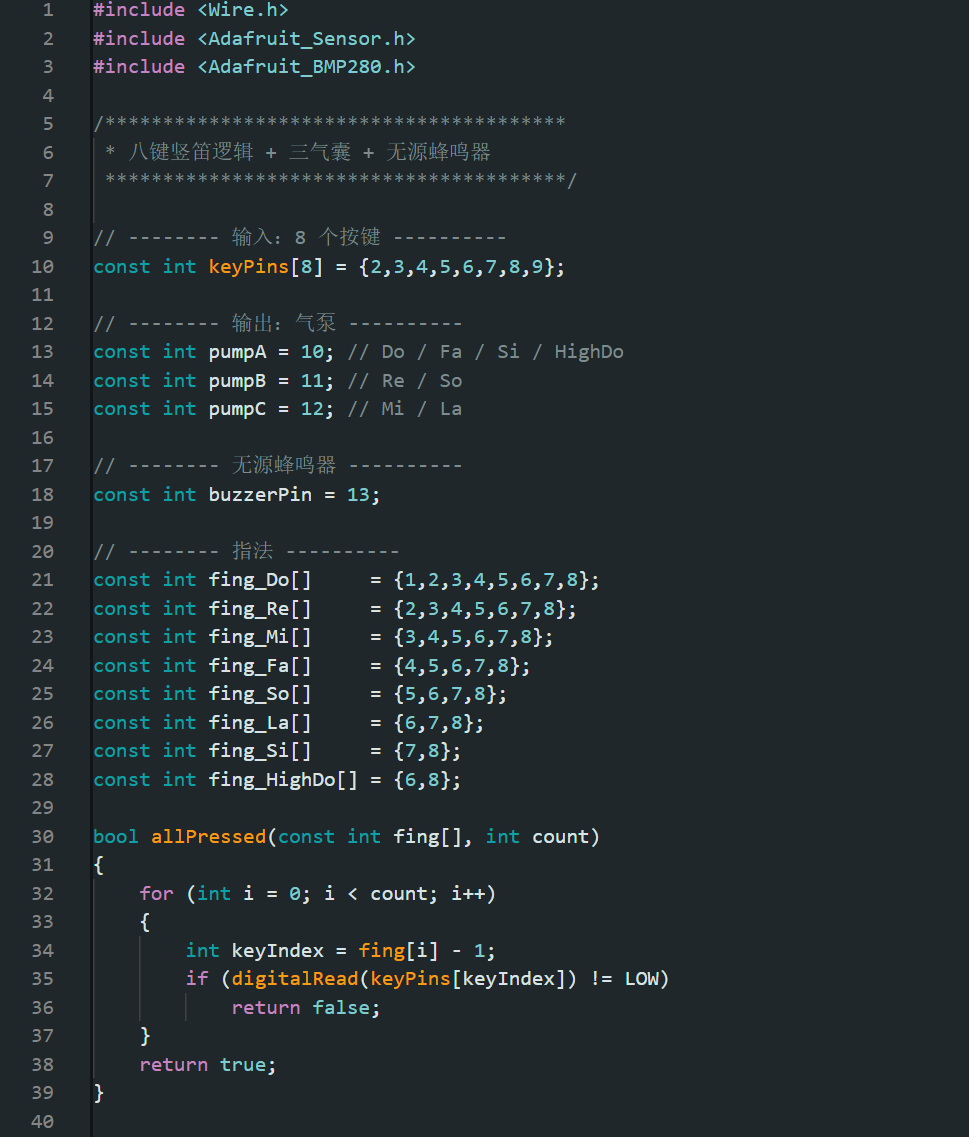 1 #include <Wire.h>
2 #include <Adafruit_Sensor.h>
3 #include <Adafruit_BMP280.h>
4
5 /****************************************
6  * 八键竖笛逻辑 + 三气囊 + 无源蜂鸣器
7  ****************************************/
8
9 // -------- 输入：8 个按键 ----------
10 const int keyPins[8] = {2,3,4,5,6,7,8,9};
11
12 // -------- 输出：气泵 ----------
13 const int pumpA = 10; // Do / Fa / Si / HighDo
14 const int pumpB = 11; // Re / So
15 const int pumpC = 12; // Mi / La
16
17 // -------- 无源蜂鸣器 ----------
18 const int buzzerPin = 13;
19
20 // -------- 指法 ----------
21 const int fing_Do[]     = {1,2,3,4,5,6,7,8};
22 const int fing_Re[]     = {2,3,4,5,6,7,8};
23 const int fing_Mi[]     = {3,4,5,6,7,8};
24 const int fing_Fa[]     = {4,5,6,7,8};
25 const int fing_So[]     = {5,6,7,8};
26 const int fing_La[]     = {6,7,8};
27 const int fing_Si[]     = {7,8};
28 const int fing_HighDo[] = {6,8};
29
30 bool allPressed(const int fing[], int count)
31 {
32     for (int i = 0; i < count; i++)
33     {
34         int keyIndex = fing[i] - 1;
35         if (digitalRead(keyPins[keyIndex]) != LOW)
36             return false;
37     }
38     return true;
39 }
40